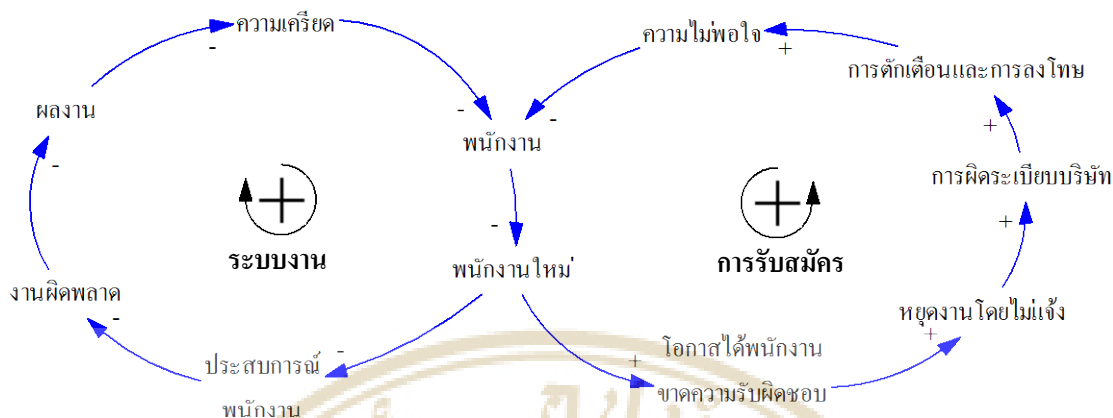 ความเครียด
ความไม่พอใจ
-
+
-
การตักเตือนและการลงโทษ
ผลงาน
-
-
พนักงาน
+
-
การผิดระเบียบบริษัท
+
+
ระบบงาน
การรับสมัคร
-
+
พนักงานใหม่
งานผิดพลาด
-
หยุดงานโดยไม่แจ้ง
+
โอกาสได้พนักงาน
ขาดความรับผิดชอบ
+
-
ประสบการณ์
พนักงาน